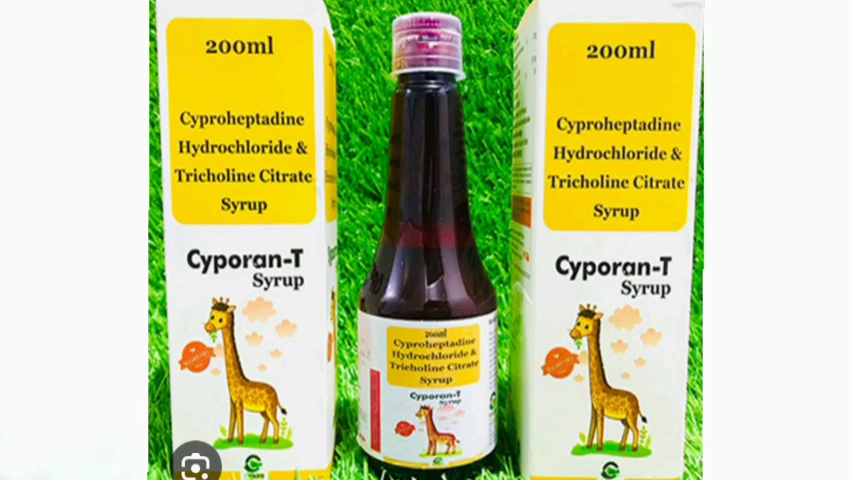 200ml
Cyproheptadine
Hydrochloride &
Tricholine Citrate
Syrup
Cyporan-T
Syrup
200ml
Cyproheptadine
Hydrochloride &
Tricholine Citrate
Syrup
Cyporan-T
Syrup
200ml
Cyproheptadine
Hydrochloride &
Tricholine Citrate
Syrup
Cyporan-T
Syrup